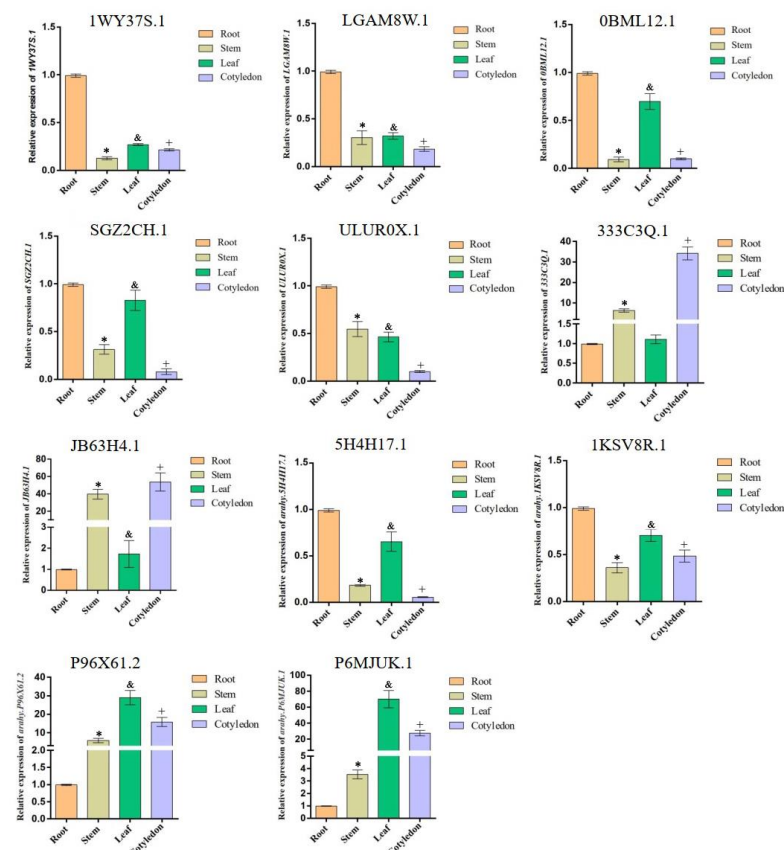 1WY37S.1
Relative expression of 1WY37S.1
1.5
1.0
0.5
0.0
*
&
+
Root
Stem
Leaf
Cotyledon
Root
Stem
Leaf
Cotyledon
LGAM8W.1
Relative expression of LGAM8W.1
1.5
1.0
0.5
0.0
*
&
+
Root
Stem
Leaf
Cotyledon
Root
Stem
Leaf
Cotyledon
0BML12.1
Relative expression of 0BML12.1
1.5
1.0
0.5
0.0
*
&
+
Root
Stem
Leaf
Cotyledon
Root
Stem
Leaf
Cotyledon
SGZ2CH.1
Relative expression of SGZ2CH.1
1.5
1.0
0.5
0.0
*
&
+
Root
Stem
Leaf
Cotyledon
Root
Stem
Leaf
Cotyledon
ULUR0X.1
Relative expression of ULUR0X.1
1.5
1.0
0.5
0.0
*
&
+
Root
Stem
Leaf
Cotyledon
Root
Stem
Leaf
Cotyledon
333C3Q.1
Relative expression of 333C3Q.1
40
30
20
10
1.5
1.0
0.5
0.0
*
+
Root
Stem
Leaf
Cotyledon
Root
Stem
Leaf
Cotyledon
JB63H4.1
Relative expression of JB63H4.1
80
60
40
20
3
2
1
0
*
&
+
Root
Stem
Leaf
Cotyledon
Root
Stem
Leaf
Cotyledon
5H4H17.1
Relative expression of arahy.5H4H17.1
1.5
1.0
0.5
0.0
*
&
+
Root
Stem
Leaf
Cotyledon
Root
Stem
Leaf
Cotyledon
1KSV8R.1
Relative expression of arahy.1KSV8R.1
1.5
1.0
0.5
0.0
*
&
+
Root
Stem
Leaf
Cotyledon
Root
Stem
Leaf
Cotyledon
P96X61.2
Relative expression of arahy.P96X61.2
40
30
20
10
2.0
1.5
1.0
0.5
0.0
*
&
+
Root
Stem
Leaf
Cotyledon
Root
Stem
Leaf
Cotyledon
P6MJUK.1
Relative expression of arahy.P6MJUK.1
100
80
60
40
20
5
4
3
2
1
0
*
&
+
Root
Stem
Leaf
Cotyledon
Root
Stem
Leaf
Cotyledon